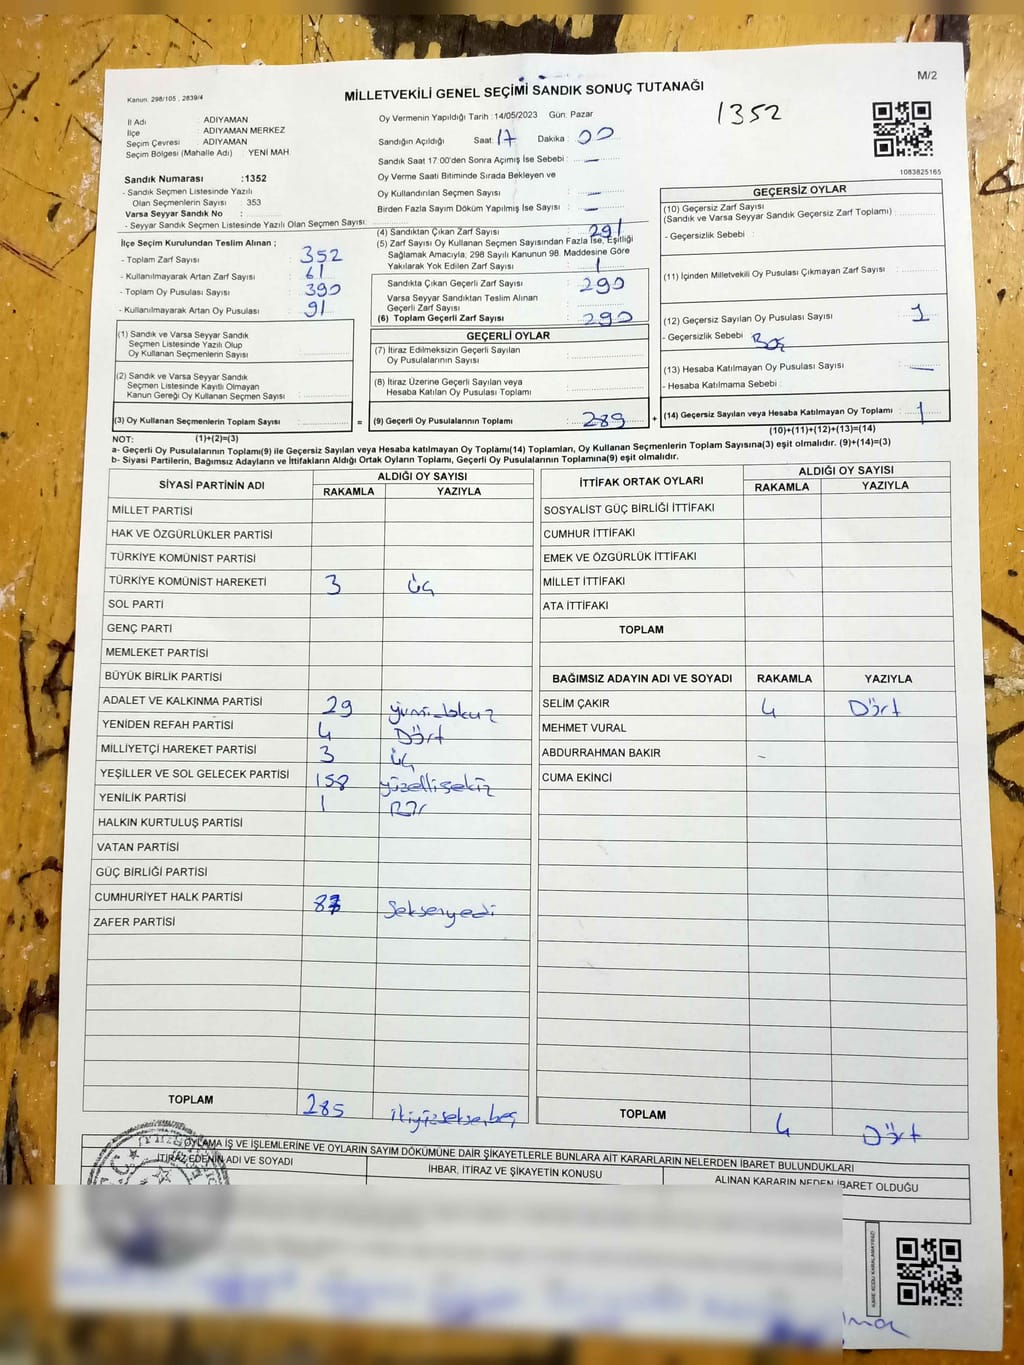 M/2
Kanun. 298/105 , 2839/4
MİLLETVEKİLİ GENEL SEÇİMİ SANDIK SONUÇ TUTANAĞI
1352
1083825165
İl Adı : ADIYAMAN
İlçe : ADIYAMAN MERKEZ
Seçim Çevresi : ADIYAMAN
Seçim Bölgesi (Mahalle Adı) : YENİ MAH.
Sandık Numarası :1352
- Sandık Seçmen Listesinde Yazılı
Olan Seçmenlerin Sayısı : 353
Varsa Seyyar Sandık No :
- Seyyar Sandık Seçmen Listesinde Yazılı Olan Seçmen Sayısı:
İlçe Seçim Kurulundan Teslim Alınan ;
- Toplam Zarf Sayısı : 352
- Kullanılmayarak Artan Zarf Sayısı : 61
- Toplam Oy Pusulası Sayısı : 390
- Kullanılmayarak Artan Oy Pusulası : 91
(1) Sandık ve Varsa Seyyar Sandık
Seçmen Listesinde Yazılı Olup
Oy Kullanan Seçmenlerin Sayısı :
(2) Sandık ve Varsa Seyyar Sandık
Seçmen Listesinde Kayıtlı Olmayan
Kanun Gereği Oy Kullanan Seçmen Sayısı :
(3) Oy Kullanan Seçmenlerin Toplam Sayısı :
Oy Vermenin Yapıldığı Tarih : 14/05/2023 Gün: Pazar
Sandığın Açıldığı Saat: 17 Dakika : 00
Sandık Saat 17:00'den Sonra Açımış İse Sebebi : —
Oy Verme Saati Bitiminde Sırada Bekleyen ve
Oy Kullandırılan Seçmen Sayısı : —
Birden Fazla Sayım Döküm Yapılmış İse Sayısı : —
(4) Sandıktan Çıkan Zarf Sayısı : 291
(5) Zarf Sayısı Oy Kullanan Seçmen Sayısından Fazla İse, Eşitliği
Sağlamak Amacıyla; 298 Sayılı Kanunun 98. Maddesine Göre
Yakılarak Yok Edilen Zarf Sayısı : 1
Sandıkta Çıkan Geçerli Zarf Sayısı : 290
Varsa Seyyar Sandıktan Teslim Alınan
Geçerli Zarf Sayısı :
(6) Toplam Geçerli Zarf Sayısı : 290
GEÇERLİ OYLAR
(7) İtiraz Edilmeksizin Geçerli Sayılan
Oy Pusulalarının Sayısı :
(8) İtiraz Üzerine Geçerli Sayılan veya
Hesaba Katılan Oy Pusulası Toplamı :
= (9) Geçerli Oy Pusulalarının Toplamı : 289 +
GEÇERSİZ OYLAR
(10) Geçersiz Zarf Sayısı
(Sandık ve Varsa Seyyar Sandık Geçersiz Zarf Toplamı) :
- Geçersizlik Sebebi :
(11) İçinden Milletvekili Oy Pusulası Çıkmayan Zarf Sayısı :
(12) Geçersiz Sayılan Oy Pusulası Sayısı : 1
- Geçersizlik Sebebi : Boş
(13) Hesaba Katılmayan Oy Pusulası Sayısı : —
- Hesaba Katılmama Sebebi :
(14) Geçersiz Sayılan veya Hesaba Katılmayan Oy Toplamı : 1
NOT: (1)+(2)=(3)
(10)+(11)+(12)+(13)=(14)
a- Geçerli Oy Pusulalarının Toplamı(9) ile Geçersiz Sayılan veya Hesaba katılmayan Oy Toplamı(14) Toplamları, Oy Kullanan Seçmenlerin Toplam Sayısına(3) eşit olmalıdır. (9)+(14)=(3)
b- Siyasi Partilerin, Bağımsız Adayların ve İttifakların Aldığı Ortak Oyların Toplamı, Geçerli Oy Pusulalarının Toplamına(9) eşit olmalıdır.
SİYASİ PARTİNİN ADI ALDIĞI OY SAYISI
RAKAMLA YAZIYLA
MİLLET PARTİSİ
HAK VE ÖZGÜRLÜKLER PARTİSİ
TÜRKİYE KOMÜNİST PARTİSİ
TÜRKİYE KOMÜNİST HAREKETİ 3 üç
SOL PARTİ
GENÇ PARTİ
MEMLEKET PARTİSİ
BÜYÜK BİRLİK PARTİSİ
ADALET VE KALKINMA PARTİSİ 29 yirmidokuz
YENİDEN REFAH PARTİSİ 4 Dört
MİLLİYETÇİ HAREKET PARTİSİ 3 üç
YEŞİLLER VE SOL GELECEK PARTİSİ 158 yüzellisekiz
YENİLİK PARTİSİ 1 Bir
HALKIN KURTULUŞ PARTİSİ
VATAN PARTİSİ
GÜÇ BİRLİĞİ PARTİSİ
CUMHURİYET HALK PARTİSİ 87 seksenyedi
ZAFER PARTİSİ
TOPLAM 285 ikiyüzseksenbeş
İTTİFAK ORTAK OYLARI ALDIĞI OY SAYISI
RAKAMLA YAZIYLA
SOSYALİST GÜÇ BİRLİĞİ İTTİFAKI
CUMHUR İTTİFAKI
EMEK VE ÖZGÜRLÜK İTTİFAKI
MİLLET İTTİFAKI
ATA İTTİFAKI
TOPLAM
BAĞIMSIZ ADAYIN ADI VE SOYADI RAKAMLA YAZIYLA
SELİM ÇAKIR 4 Dört
MEHMET VURAL
ABDURRAHMAN BAKIR -
CUMA EKİNCİ
TOPLAM 4 Dört
OYLAMA İŞ VE İŞLEMLERİNE VE OYLARIN SAYIM DÖKÜMÜNE DAİR ŞİKAYETLERLE BUNLARA AİT KARARLARIN NELERDEN İBARET BULUNDUKLARI
İTİRAZ EDENİN ADI VE SOYADI
İHBAR, İTİRAZ VE ŞİKAYETİN KONUSU
ALINAN KARARIN NEDEN İBARET OLDUĞU
KARE KODU KARALAMAYINIZ!